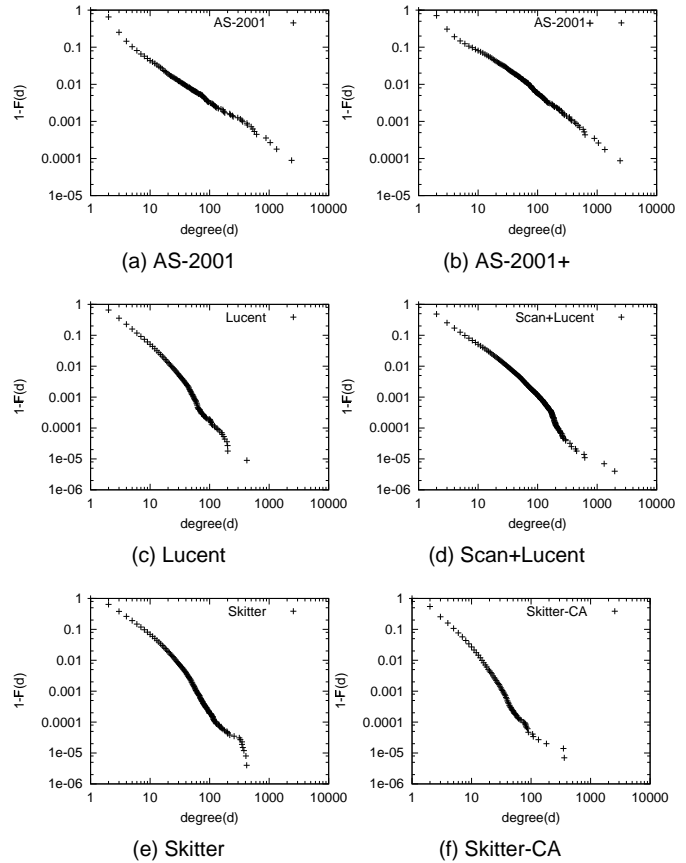 1
0.1
0.01
0.001
0.0001
1e-05
1 10 100 1000 10000
1-F(d)
degree(d)
AS-2001
(a) AS-2001
1
0.1
0.01
0.001
0.0001
1e-05
1 10 100 1000 10000
1-F(d)
degree(d)
AS-2001+
(b) AS-2001+
1
0.1
0.01
0.001
0.0001
1e-05
1e-06
1 10 100 1000 10000
1-F(d)
degree(d)
Lucent
(c) Lucent
1
0.1
0.01
0.001
0.0001
1e-05
1e-06
1 10 100 1000 10000
1-F(d)
degree(d)
Scan+Lucent
(d) Scan+Lucent
1
0.1
0.01
0.001
0.0001
1e-05
1e-06
1 10 100 1000 10000
1-F(d)
degree(d)
Skitter
(e) Skitter
1
0.1
0.01
0.001
0.0001
1e-05
1e-06
1 10 100 1000 10000
1-F(d)
degree(d)
Skitter-CA
(f) Skitter-CA